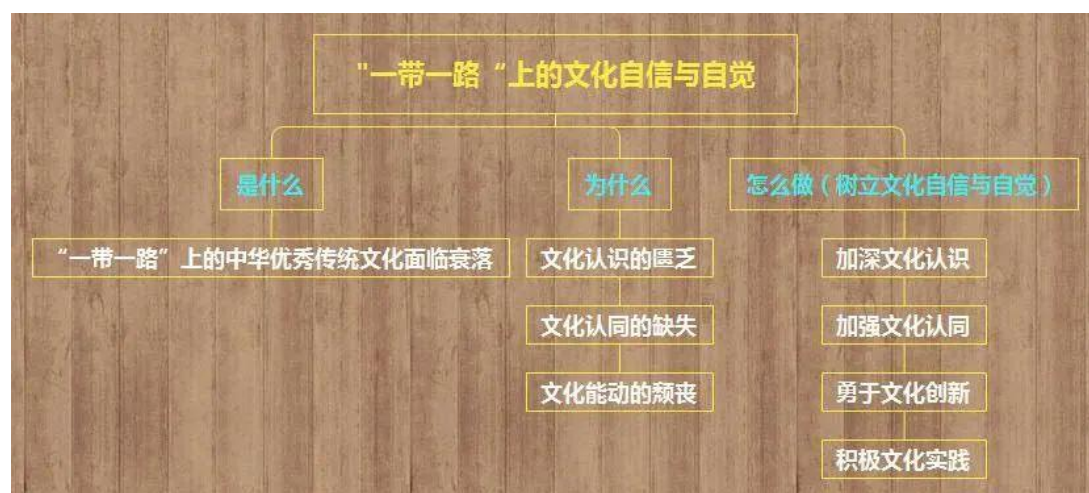 "一带一路“上的文化自信与自觉
是什么
为什么
怎么做（树立文化自信与自觉）
“一带一路”上的中华优秀传统文化面临衰落
文化认识的匮乏
加深文化认识
文化认同的缺失
加强文化认同
文化能动的颓丧
勇于文化创新
积极文化实践